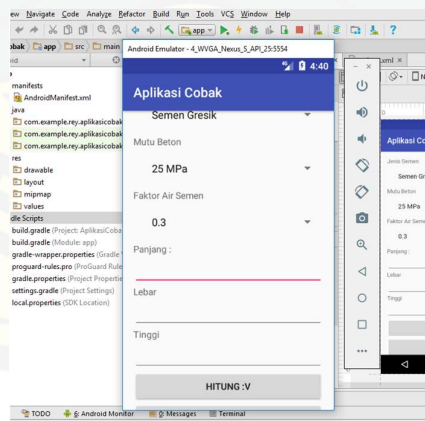 ew Navigate Code Analyze Refactor Build Run Tools VCS Window Help
app
obak app src main
Android Emulator - 4_WVGA_Nexus_S_API_25:5554
xml ×
4:40
Aplikasi Cobak
Semen Gresik
Mutu Beton
25 MPa
Faktor Air Semen
0.3
Panjang :
Lebar
Tinggi
HITUNG :V
manifests
AndroidManifest.xml
java
com.example.rey.aplikasicobak
com.example.rey.aplikasicobak
com.example.rey.aplikasicobak
res
drawable
layout
mipmap
values
dle Scripts
build.gradle (Project: AplikasiCoba
build.gradle (Module: app)
gradle-wrapper.properties (Gradle
proguard-rules.pro (ProGuard Rule
gradle.properties (Project Propertie
settings.gradle (Project Settings)
local.properties (SDK Location)
Aplikasi Co
Jenis Semen
Semen Gr
Mutu Beton
25 MPa
Faktor Air Seme
0.3
Panjang :
Lebar
Tinggi
TODO 6: Android Monitor 0: Messages Terminal